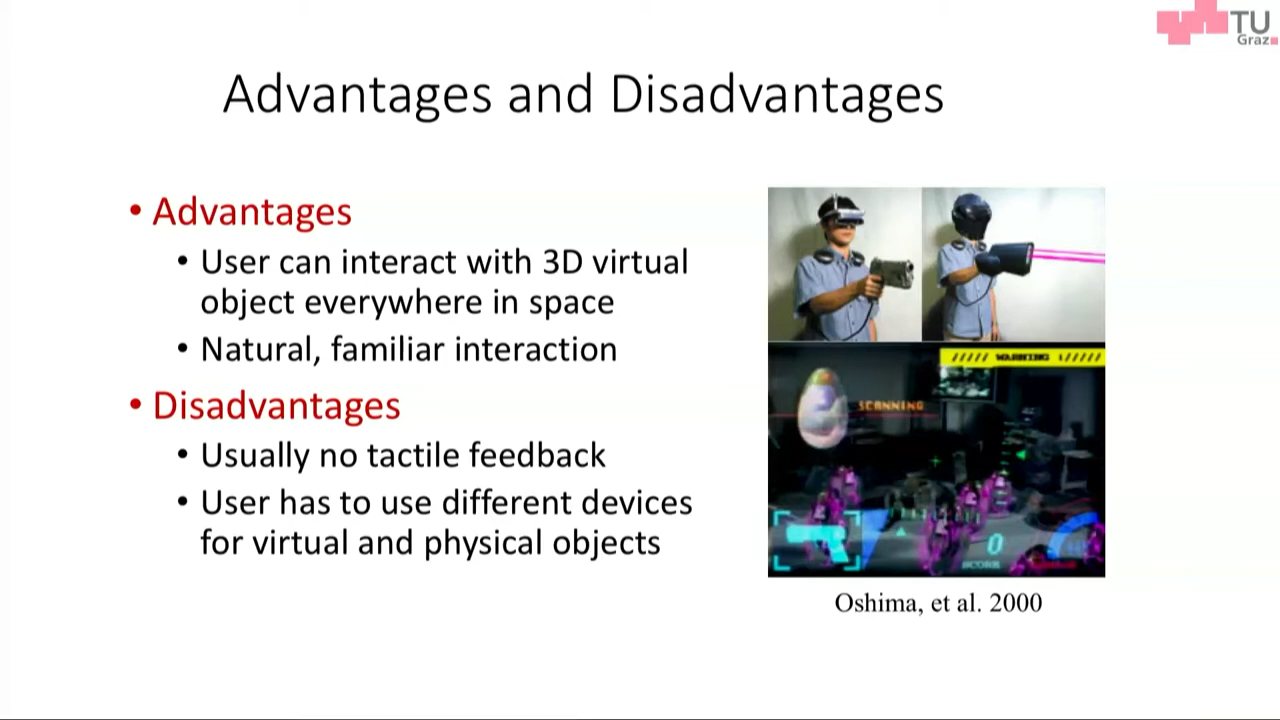 TU
Graz
Advantages and Disadvantages
• Advantages
• User can interact with 3D virtual
object everywhere in space
• Natural, familiar interaction
• Disadvantages
• Usually no tactile feedback
• User has to use different devices
for virtual and physical objects
////// WARNING //////
SCANNING
0
SCORE
Oshima, et al. 2000